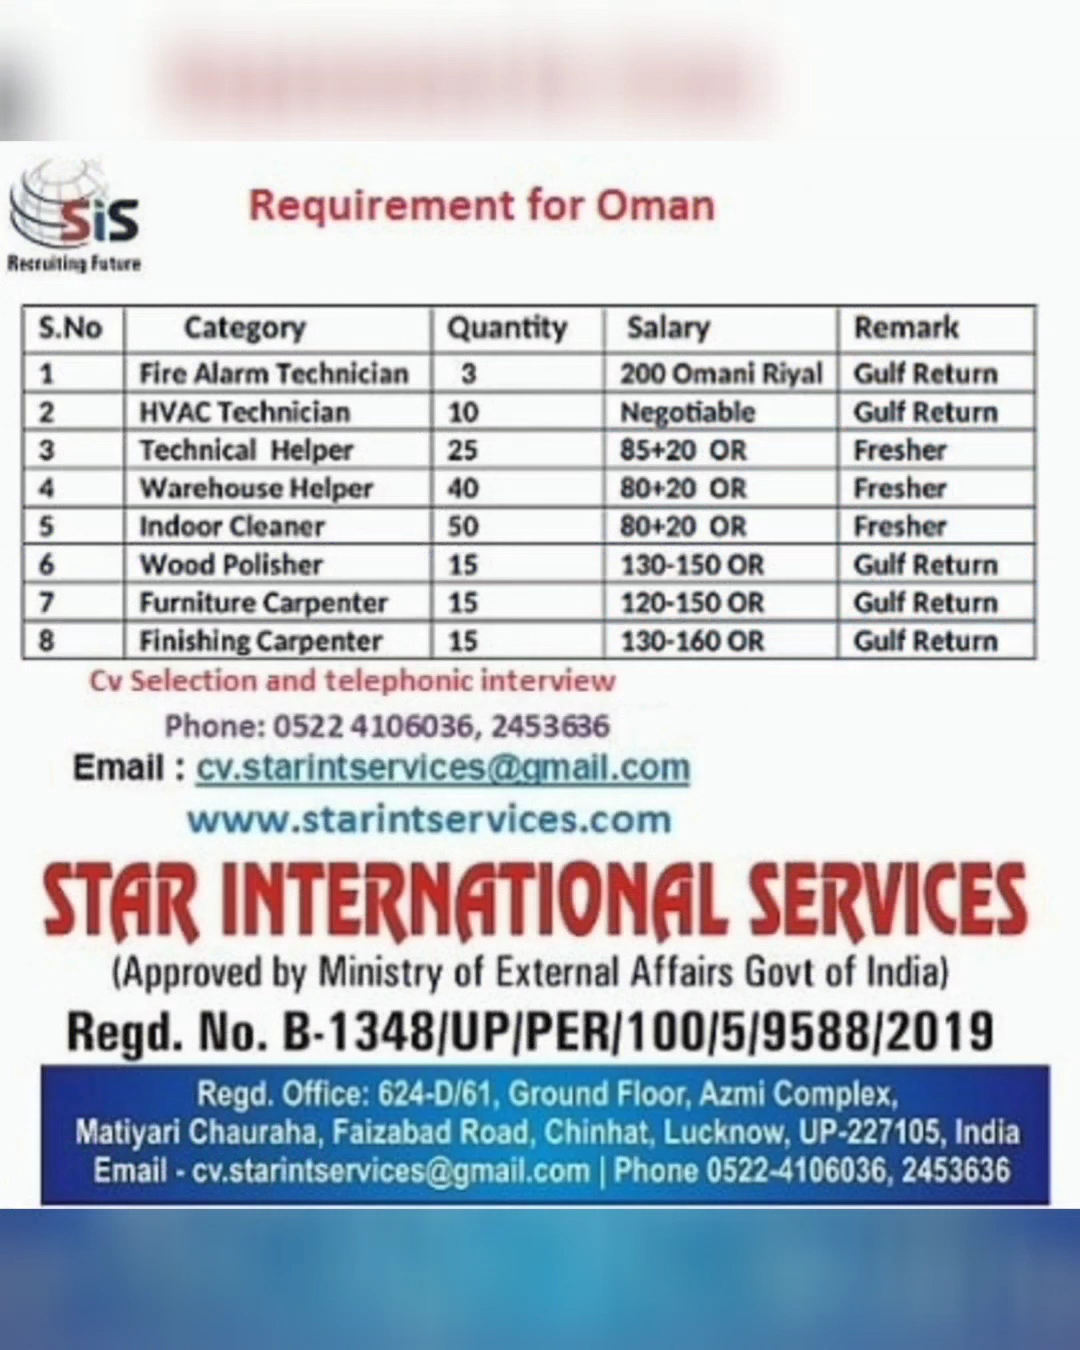 SiS
Recruiting Future
Requirement for Oman
S.No Category Quantity Salary Remark
1 Fire Alarm Technician 3 200 Omani Riyal Gulf Return
2 HVAC Technician 10 Negotiable Gulf Return
3 Technical Helper 25 85+20 OR Fresher
4 Warehouse Helper 40 80+20 OR Fresher
5 Indoor Cleaner 50 80+20 OR Fresher
6 Wood Polisher 15 130-150 OR Gulf Return
7 Furniture Carpenter 15 120-150 OR Gulf Return
8 Finishing Carpenter 15 130-160 OR Gulf Return
Cv Selection and telephonic interview
Phone: 0522 4106036, 2453636
Email : cv.starintservices@gmail.com
www.starintservices.com
STAR INTERNATIONAL SERVICES
(Approved by Ministry of External Affairs Govt of India)
Regd. No. B-1348/UP/PER/100/5/9588/2019
Regd. Office: 624-D/61, Ground Floor, Azmi Complex,
Matiyari Chauraha, Faizabad Road, Chinhat, Lucknow, UP-227105, India
Email - cv.starintservices@gmail.com | Phone 0522-4106036, 2453636